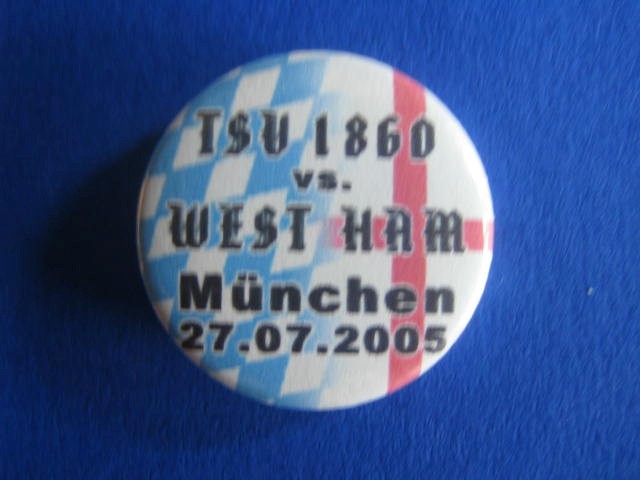 TSV 1860
vs.
WEST HAM
München
27.07.2005